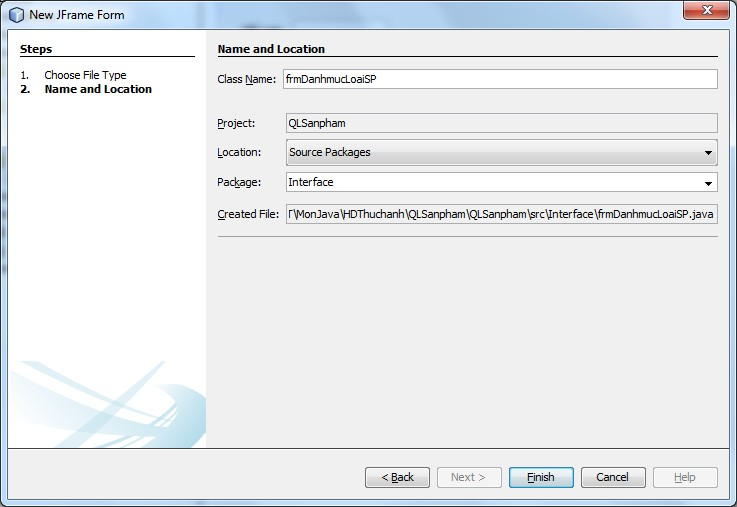 New JFrame Form
Steps
1. Choose File Type
2. Name and Location
Name and Location
Class Name: frmDanhmucLoaiSP
Project: QLSanpham
Location: Source Packages
Package: Interface
Created File: \MonJava\HDThuchanh\QLSanpham\QLSanpham\src\Interface\frmDanhmucLoaiSP.java
< Back
Next >
Finish
Cancel
Help